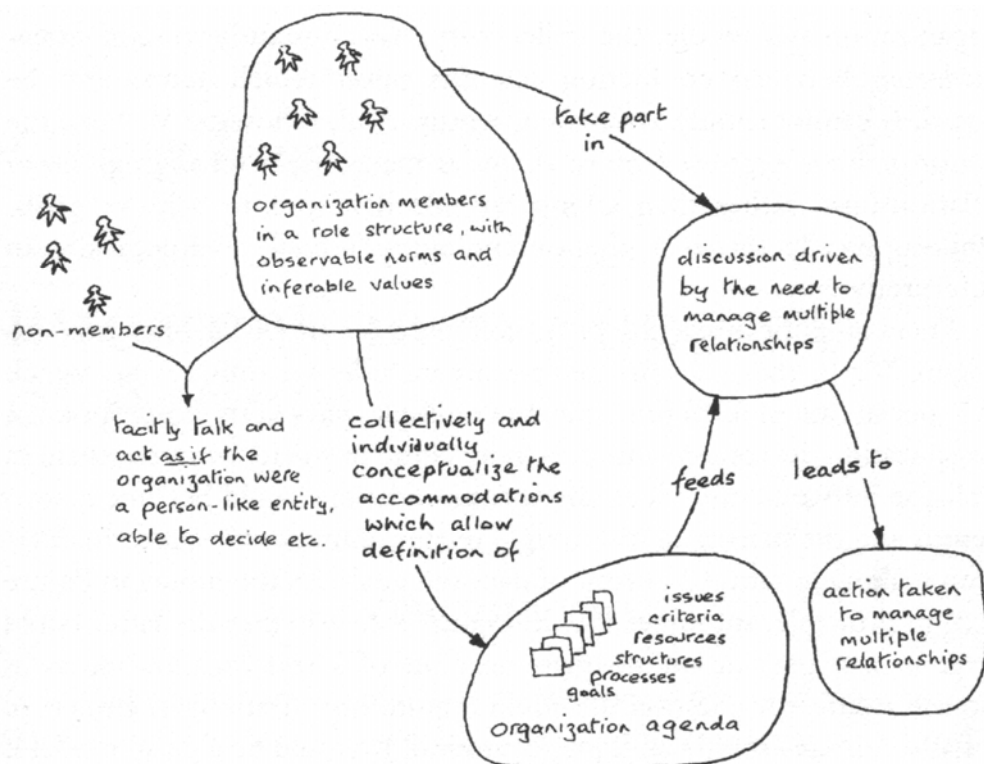 organization members
in a role structure, with
observable norms and
inferable values
non-members
tacitly talk and
act as if the
organization were
a person-like entity,
able to decide etc.
collectively and
individually
conceptualize the
accommodations
which allow
definition of
take part
in
discussion driven
by the need to
manage multiple
relationships
feeds
leads to
issues
criteria
resources
structures
processes
goals
organization agenda
action taken
to manage
multiple
relationships